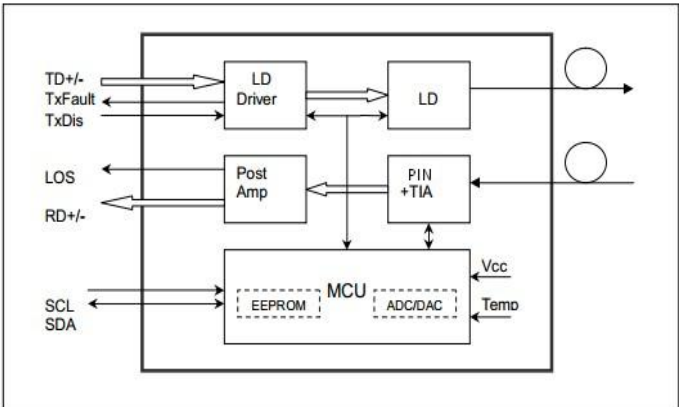 TD+/-
TxFault
TxDis
LD
Driver
LD
LOS
RD+/-
Post
Amp
PIN
+TIA
SCL
SDA
MCU
EEPROM
ADC/DAC
Vcc
Temp